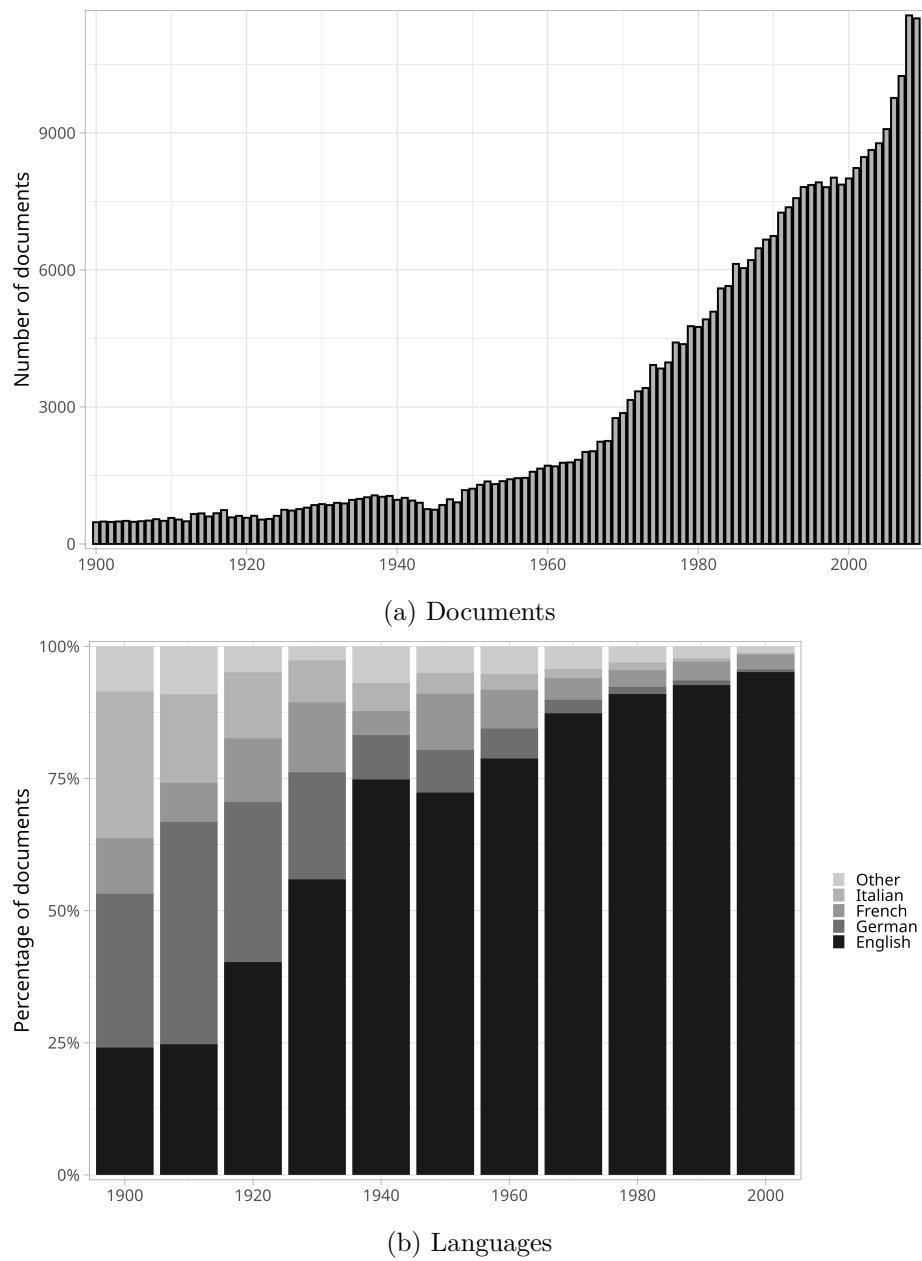 Number of documents
9000
6000
3000
0
1900 1920 1940 1960 1980 2000
(a) Documents
Percentage of documents
100%
75%
50%
25%
0%
1900 1920 1940 1960 1980 2000
Other
Italian
French
German
English
(b) Languages